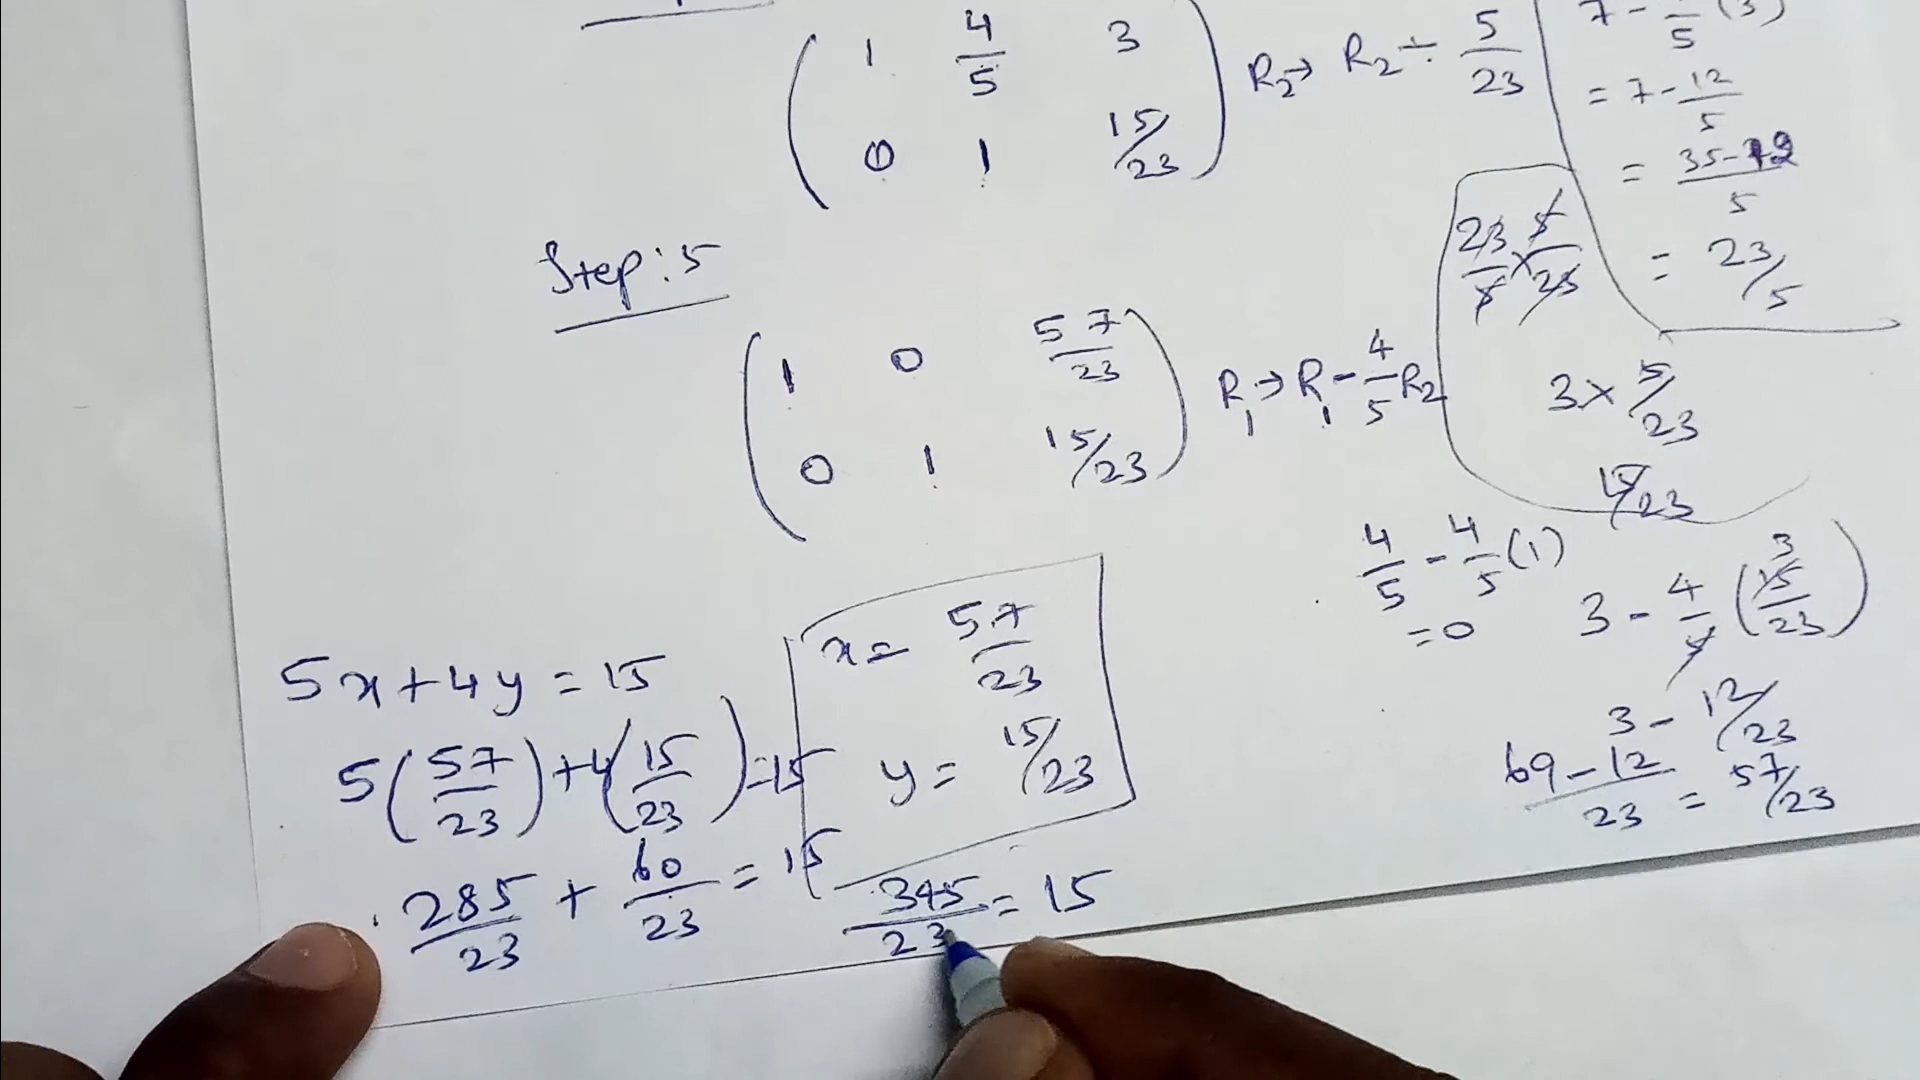 1 4/5 3 R2 → R2 ÷ 5/23
0 1 15/23
= 7 - 12/5
= 35-12/5
= 23/5
23/5 × 5/23
3 × 5/23
15/23
Step: 5
1 0 57/23 R1 → R1 - 4/5 R2
0 1 15/23
4/5 - 4/5 (1)
= 0
3 - 4/5 (15/23) 3
3 - 12/23
69-12/23 = 57/23
x = 57/23
y = 15/23
5x + 4y = 15
5(57/23) + 4(15/23) = 15
285/23 + 60/23 = 15
345/23 = 15